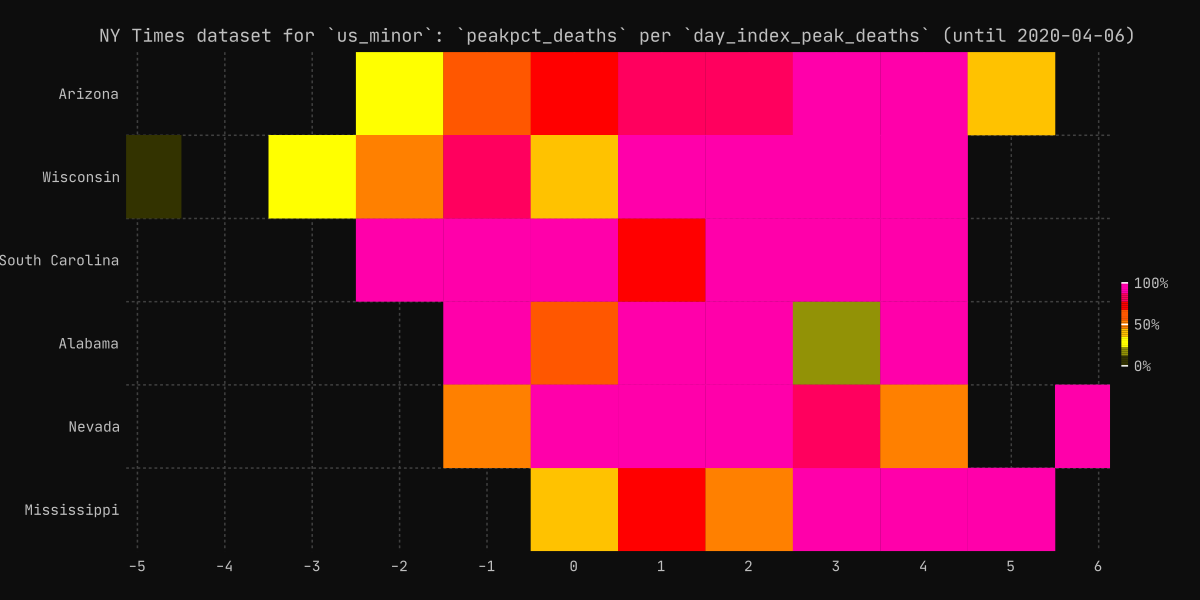 NY Times dataset for `us_minor`: `peakpct_deaths` per `day_index_peak_deaths` (until 2020-04-06)
Arizona
Wisconsin
South Carolina
Alabama
Nevada
Mississippi
100%
50%
0%
-5 -4 -3 -2 -1 0 1 2 3 4 5 6